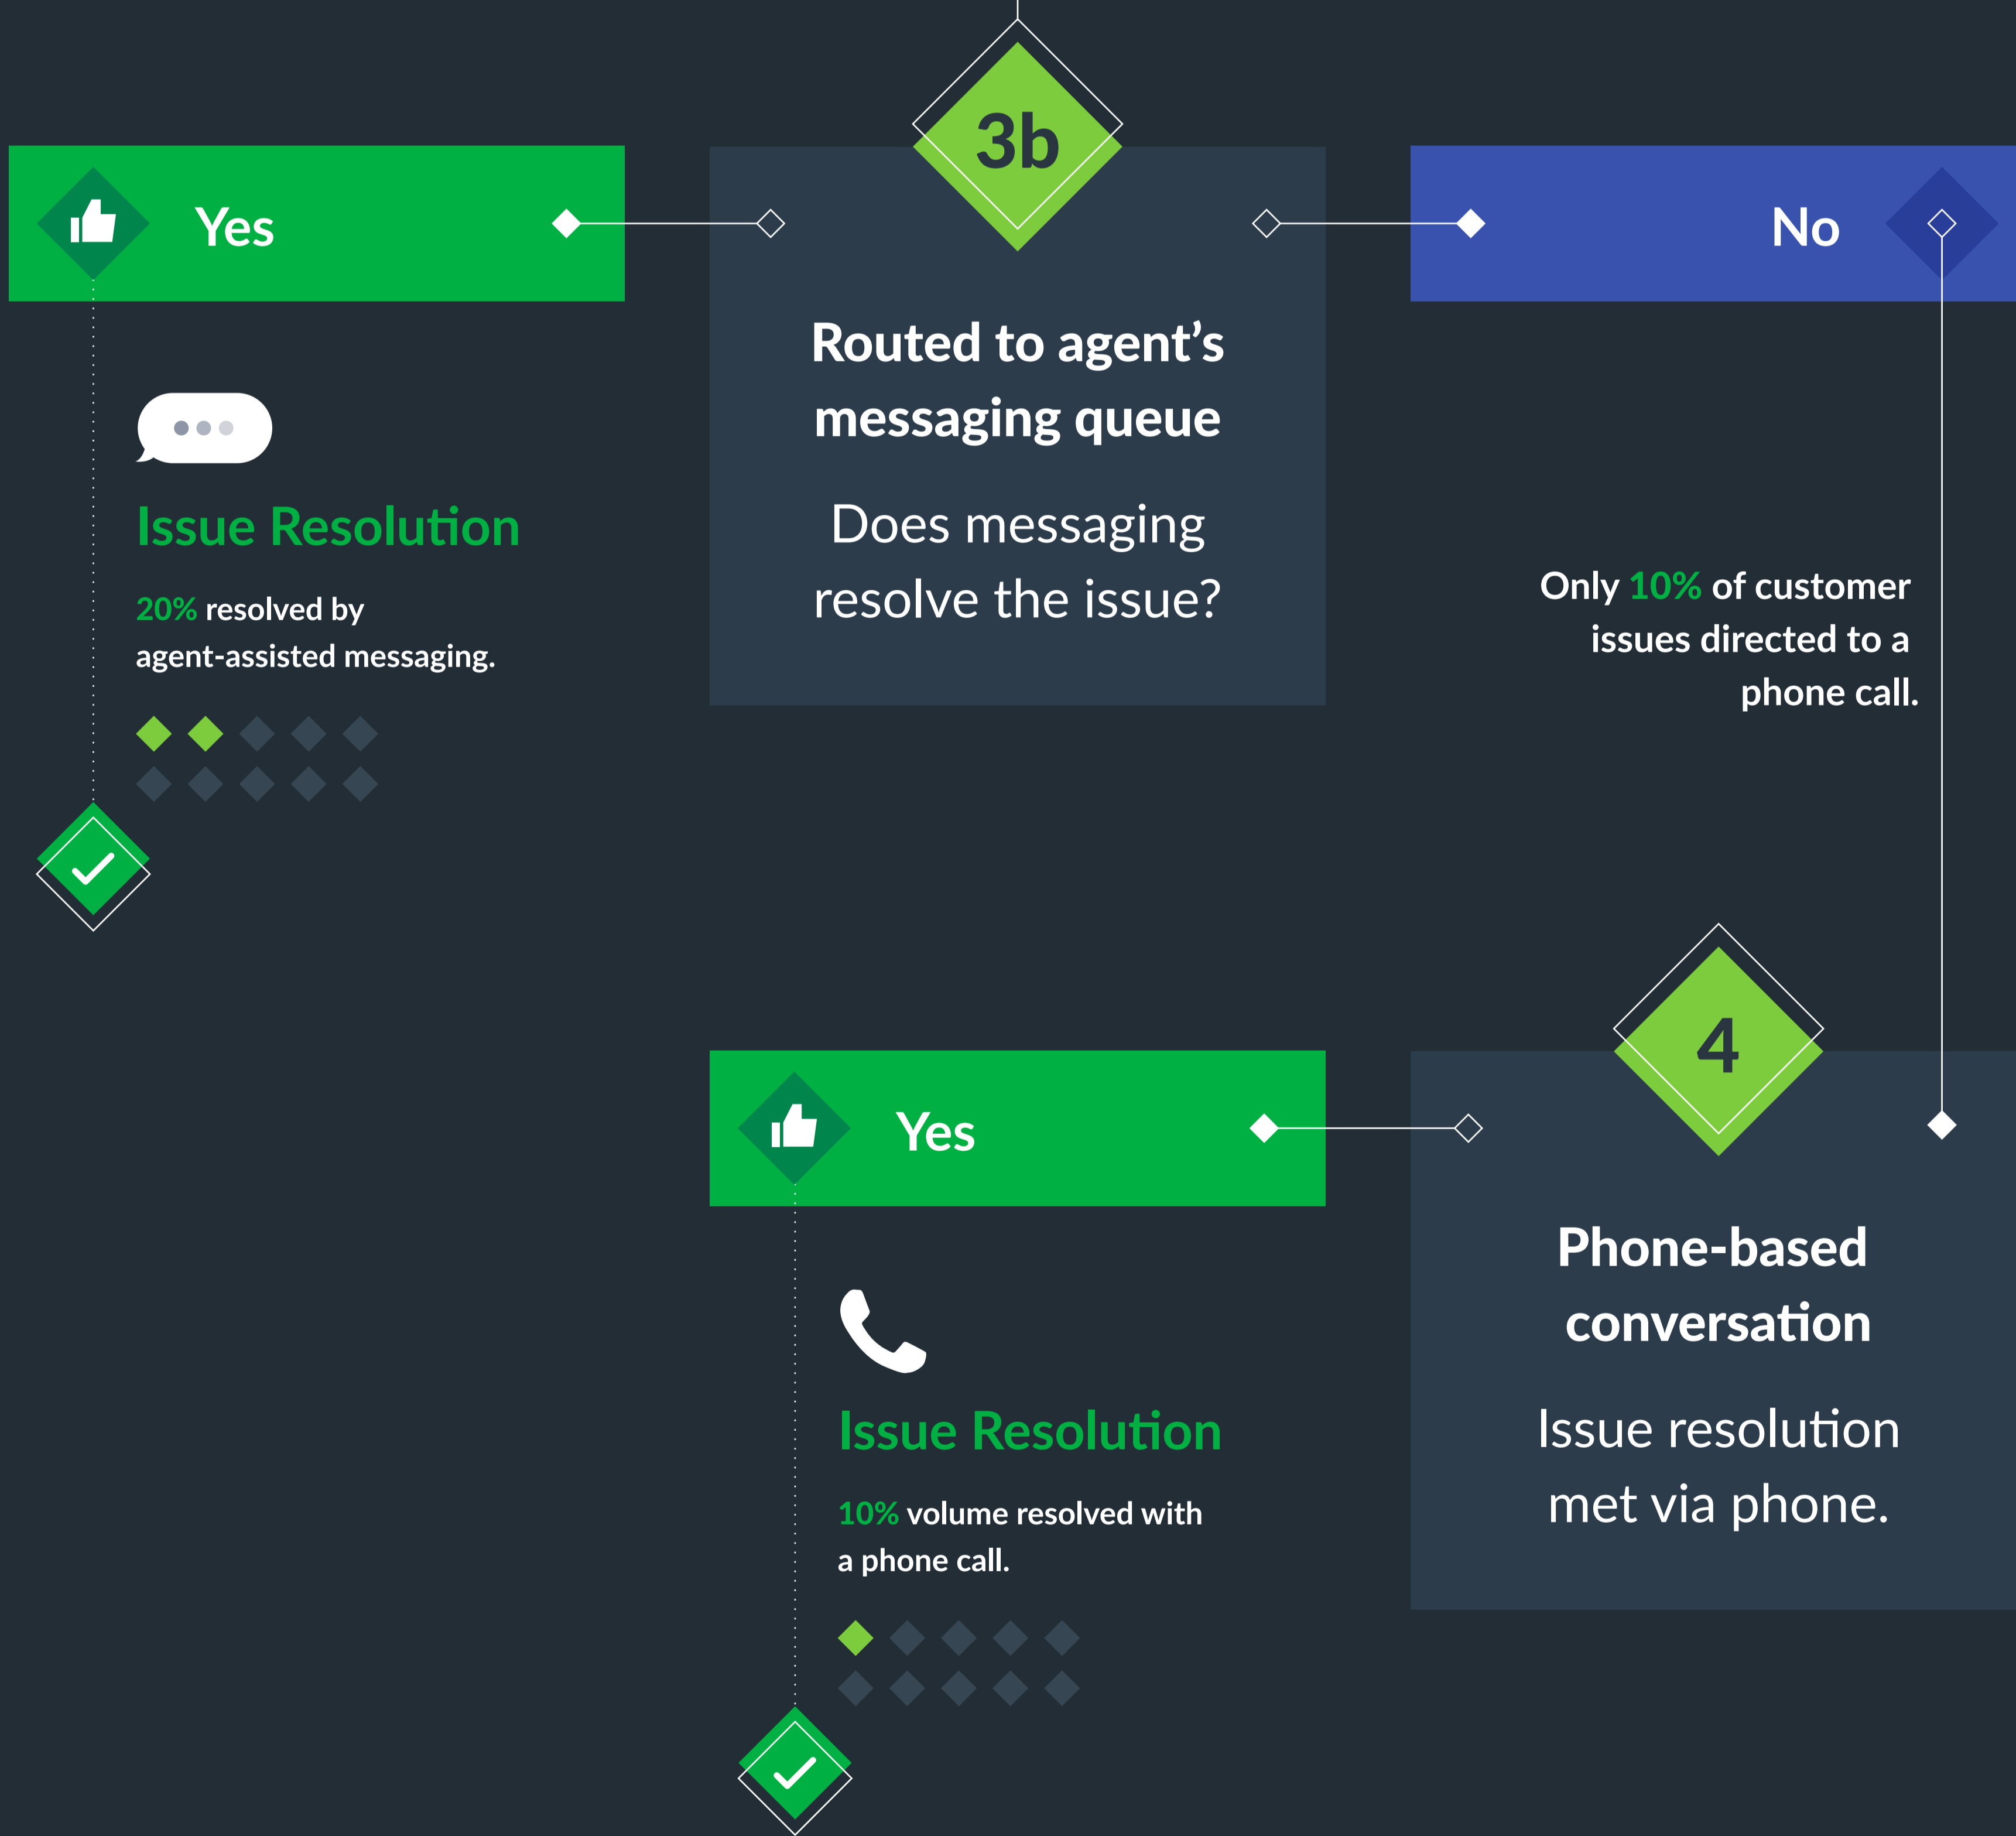 3b
Yes
No
Routed to agent’s
messaging queue
Does messaging
resolve the issue?
Issue Resolution
20% resolved by
agent-assisted messaging.
Only 10% of customer
issues directed to a
phone call.
4
Yes
Phone-based
conversation
Issue resolution
met via phone.
Issue Resolution
10% volume resolved with
a phone call.